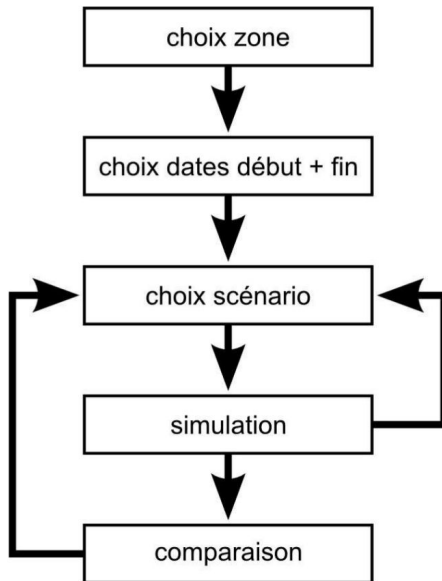 choix zone
choix dates début + fin
choix scénario
simulation
comparaison